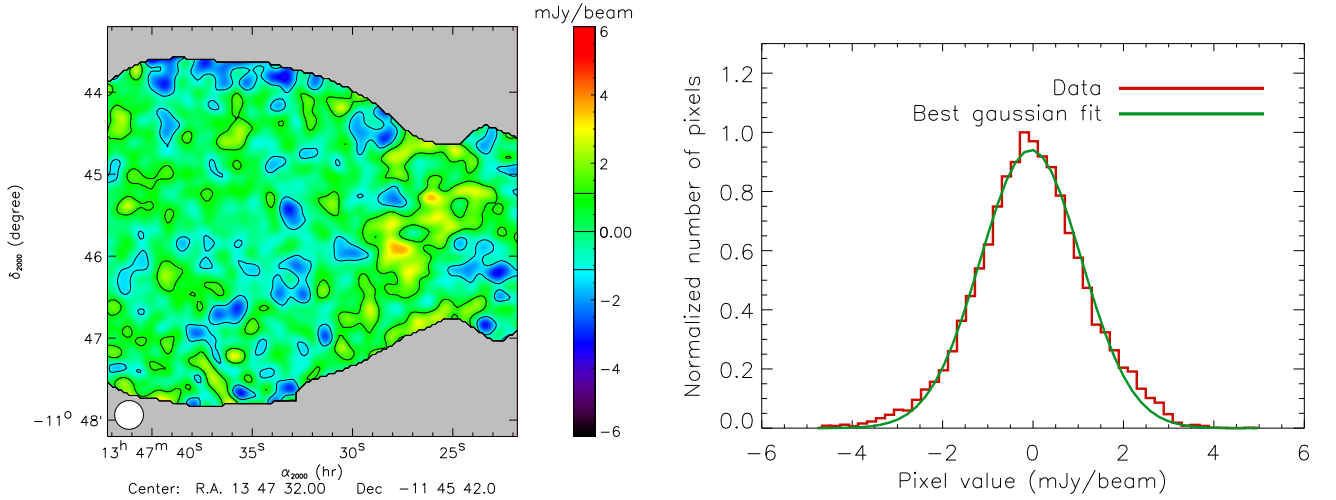 mJy/beam
6
4
2
0.00
−2
−4
−6
44
45
46
47
−11° 48'
δ2000 (degree)
13h 47m 40s 35s 30s 25s
α2000 (hr)
Center: R.A. 13 47 32.00 Dec −11 45 42.0
Data
Best gaussian fit
Normalized number of pixels
1.2
1.0
0.8
0.6
0.4
0.2
0.0
−6 −4 −2 0 2 4 6
Pixel value (mJy/beam)